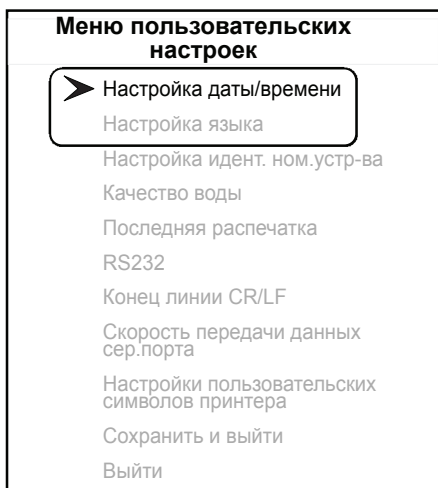 Меню пользовательских
настроек
Настройка даты/времени
Настройка языка
Настройка идент. ном.устр-ва
Качество воды
Последняя распечатка
RS232
Конец линии CR/LF
Скорость передачи данных
сер.порта
Настройки пользовательских
символов принтера
Сохранить и выйти
Выйти